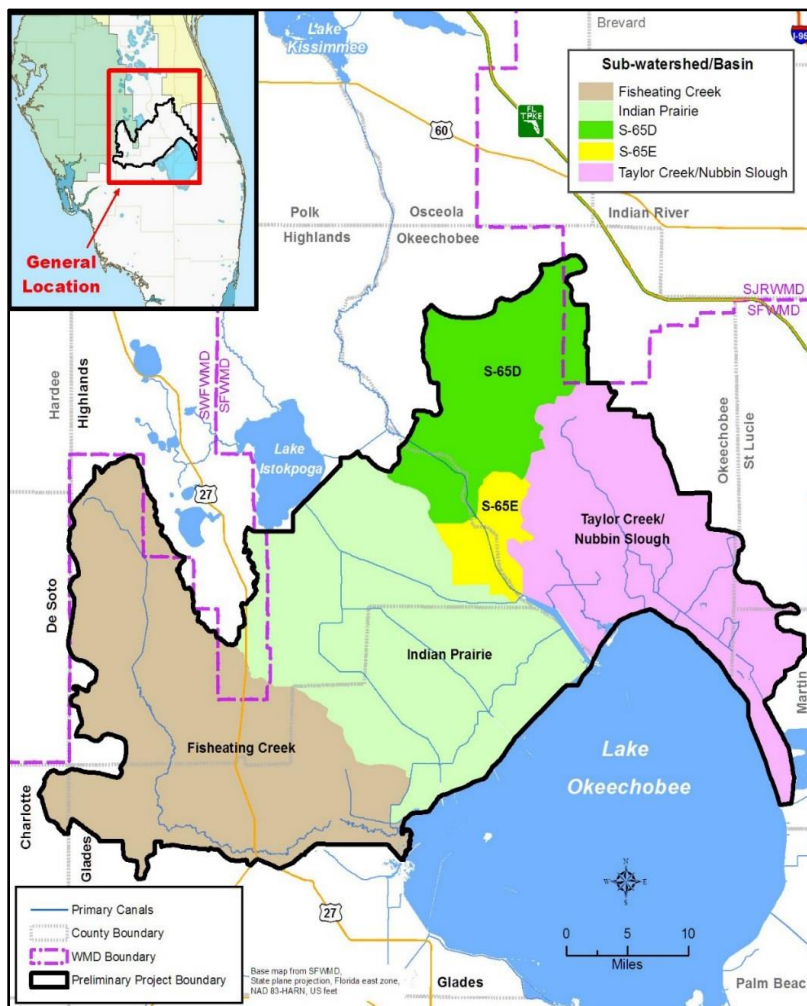 General
Location
Lake
Kissimmee
Brevard
I-95
Sub-watershed/Basin
Fisheating Creek
Indian Prairie
S-65D
S-65E
Taylor Creek/Nubbin Slough
60
FL
TPKE
Polk
Osceola
Indian River
Highlands
Okeechobee
SJRWMD
SFWMD
Hardee
Highlands
SWFWMD
SFWMD
S-65D
Okeechobee
St Lucie
Lake
Istokpoga
27
S-65E
Taylor Creek/
Nubbin Slough
De Soto
Indian Prairie
Martin
Fisheating Creek
Lake
Okeechobee
Charlotte
Glades
N
W
E
S
27
Primary Canals
County Boundary
WMD Boundary
Preliminary Project Boundary
Base map from SFWMD,
State plane projection, Florida east zone,
NAD 83-HARN, US feet
0 5 10
Miles
Glades
Palm Beac